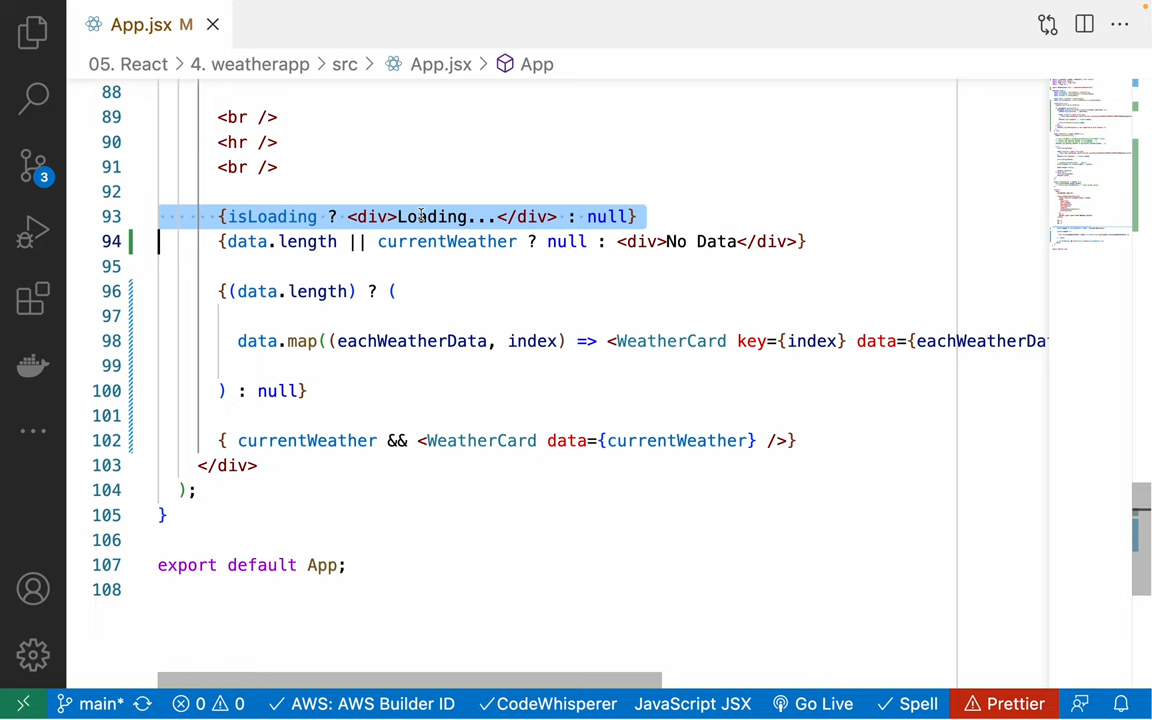 App.jsx M
05. React > 4. weatherapp > src > App.jsx > App
88
89 <br />
90 <hr />
91 <br />
92
93 {isLoading ? <div>Loading...</div> : null}
94 {data.length || currentWeather ? null : <div>No Data</div>}
95
96 {(data.length) ? (
97
98 data.map((eachWeatherData, index) => <WeatherCard key={index} data={eachWeatherDa
99
100 ) : null}
101
102 { currentWeather && <WeatherCard data={currentWeather} />}
103 </div>
104 );
105 }
106
107 export default App;
108
3
main* 0 0 AWS: AWS Builder ID CodeWhisperer JavaScript JSX Go Live Spell Prettier